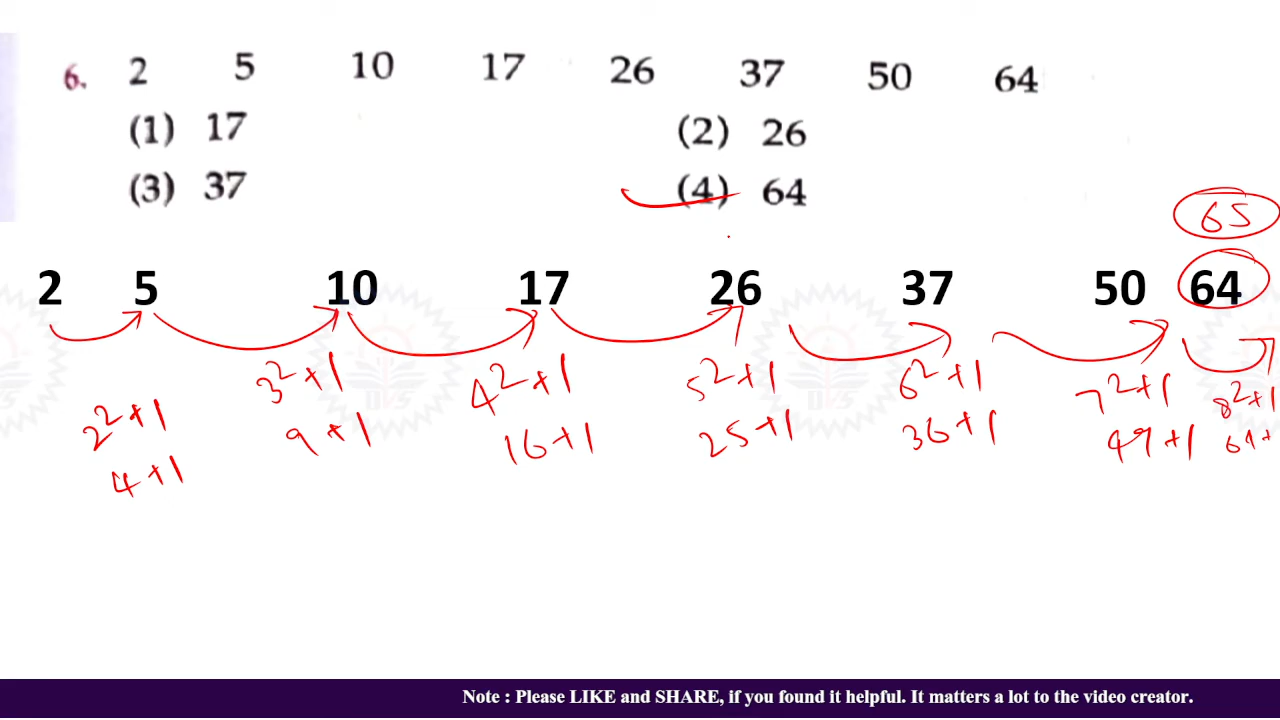 6. 2 5 10 17 26 37 50 64
(1) 17 (2) 26
(3) 37 (4) 64
65
2 5 10 17 26 37 50 64
2²+1 3²+1 4²+1 5²+1 6²+1 7²+1 8²+1
4+1 9+1 16+1 25+1 36+1 49+1 64+
Note : Please LIKE and SHARE, if you found it helpful. It matters a lot to the video creator.